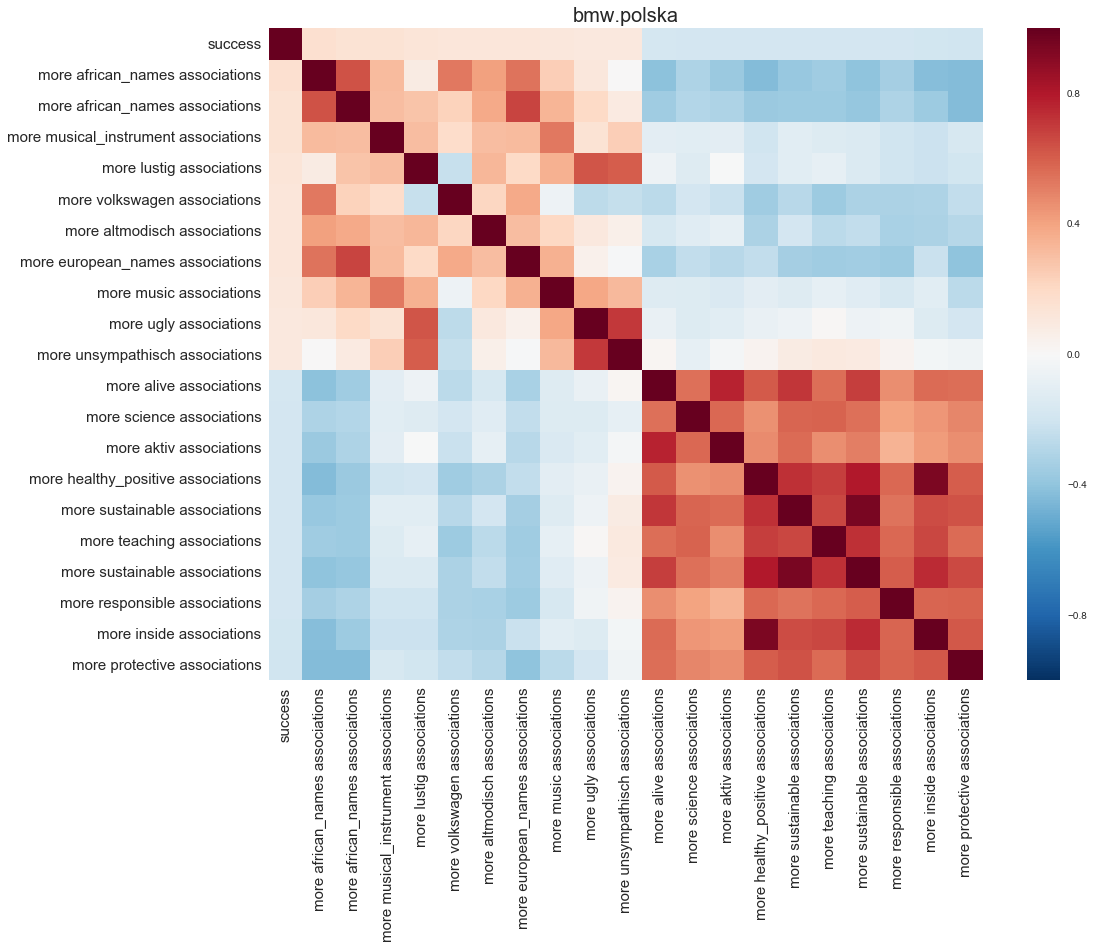 bmw.polska
success
more african_names associations
more african_names associations
more musical_instrument associations
more lustig associations
more volkswagen associations
more altmodisch associations
more european_names associations
more music associations
more ugly associations
more unsympathisch associations
more alive associations
more science associations
more aktiv associations
more healthy_positive associations
more sustainable associations
more teaching associations
more sustainable associations
more responsible associations
more inside associations
more protective associations
success
more african_names associations
more african_names associations
more musical_instrument associations
more lustig associations
more volkswagen associations
more altmodisch associations
more european_names associations
more music associations
more ugly associations
more unsympathisch associations
more alive associations
more science associations
more aktiv associations
more healthy_positive associations
more sustainable associations
more teaching associations
more sustainable associations
more responsible associations
more inside associations
more protective associations
0.8
0.4
0.0
−0.4
−0.8